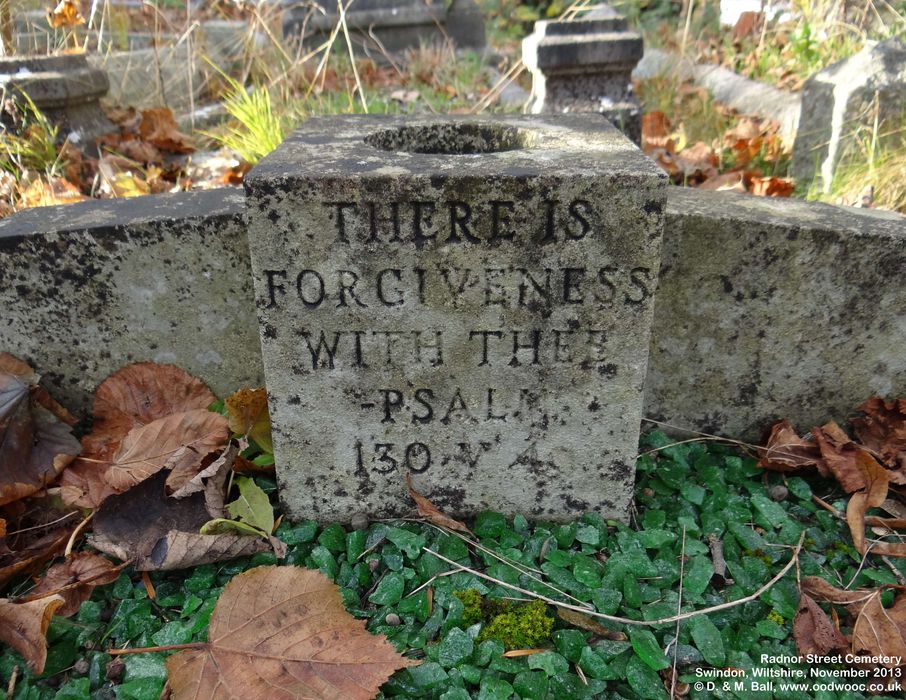 THERE IS
FORGIVENESS
WITH THEE
-PSALM
130 V 4
Radnor Street Cemetery
Swindon, Wiltshire, November 2013
© D. & M. Ball, www.oodwooc.co.uk